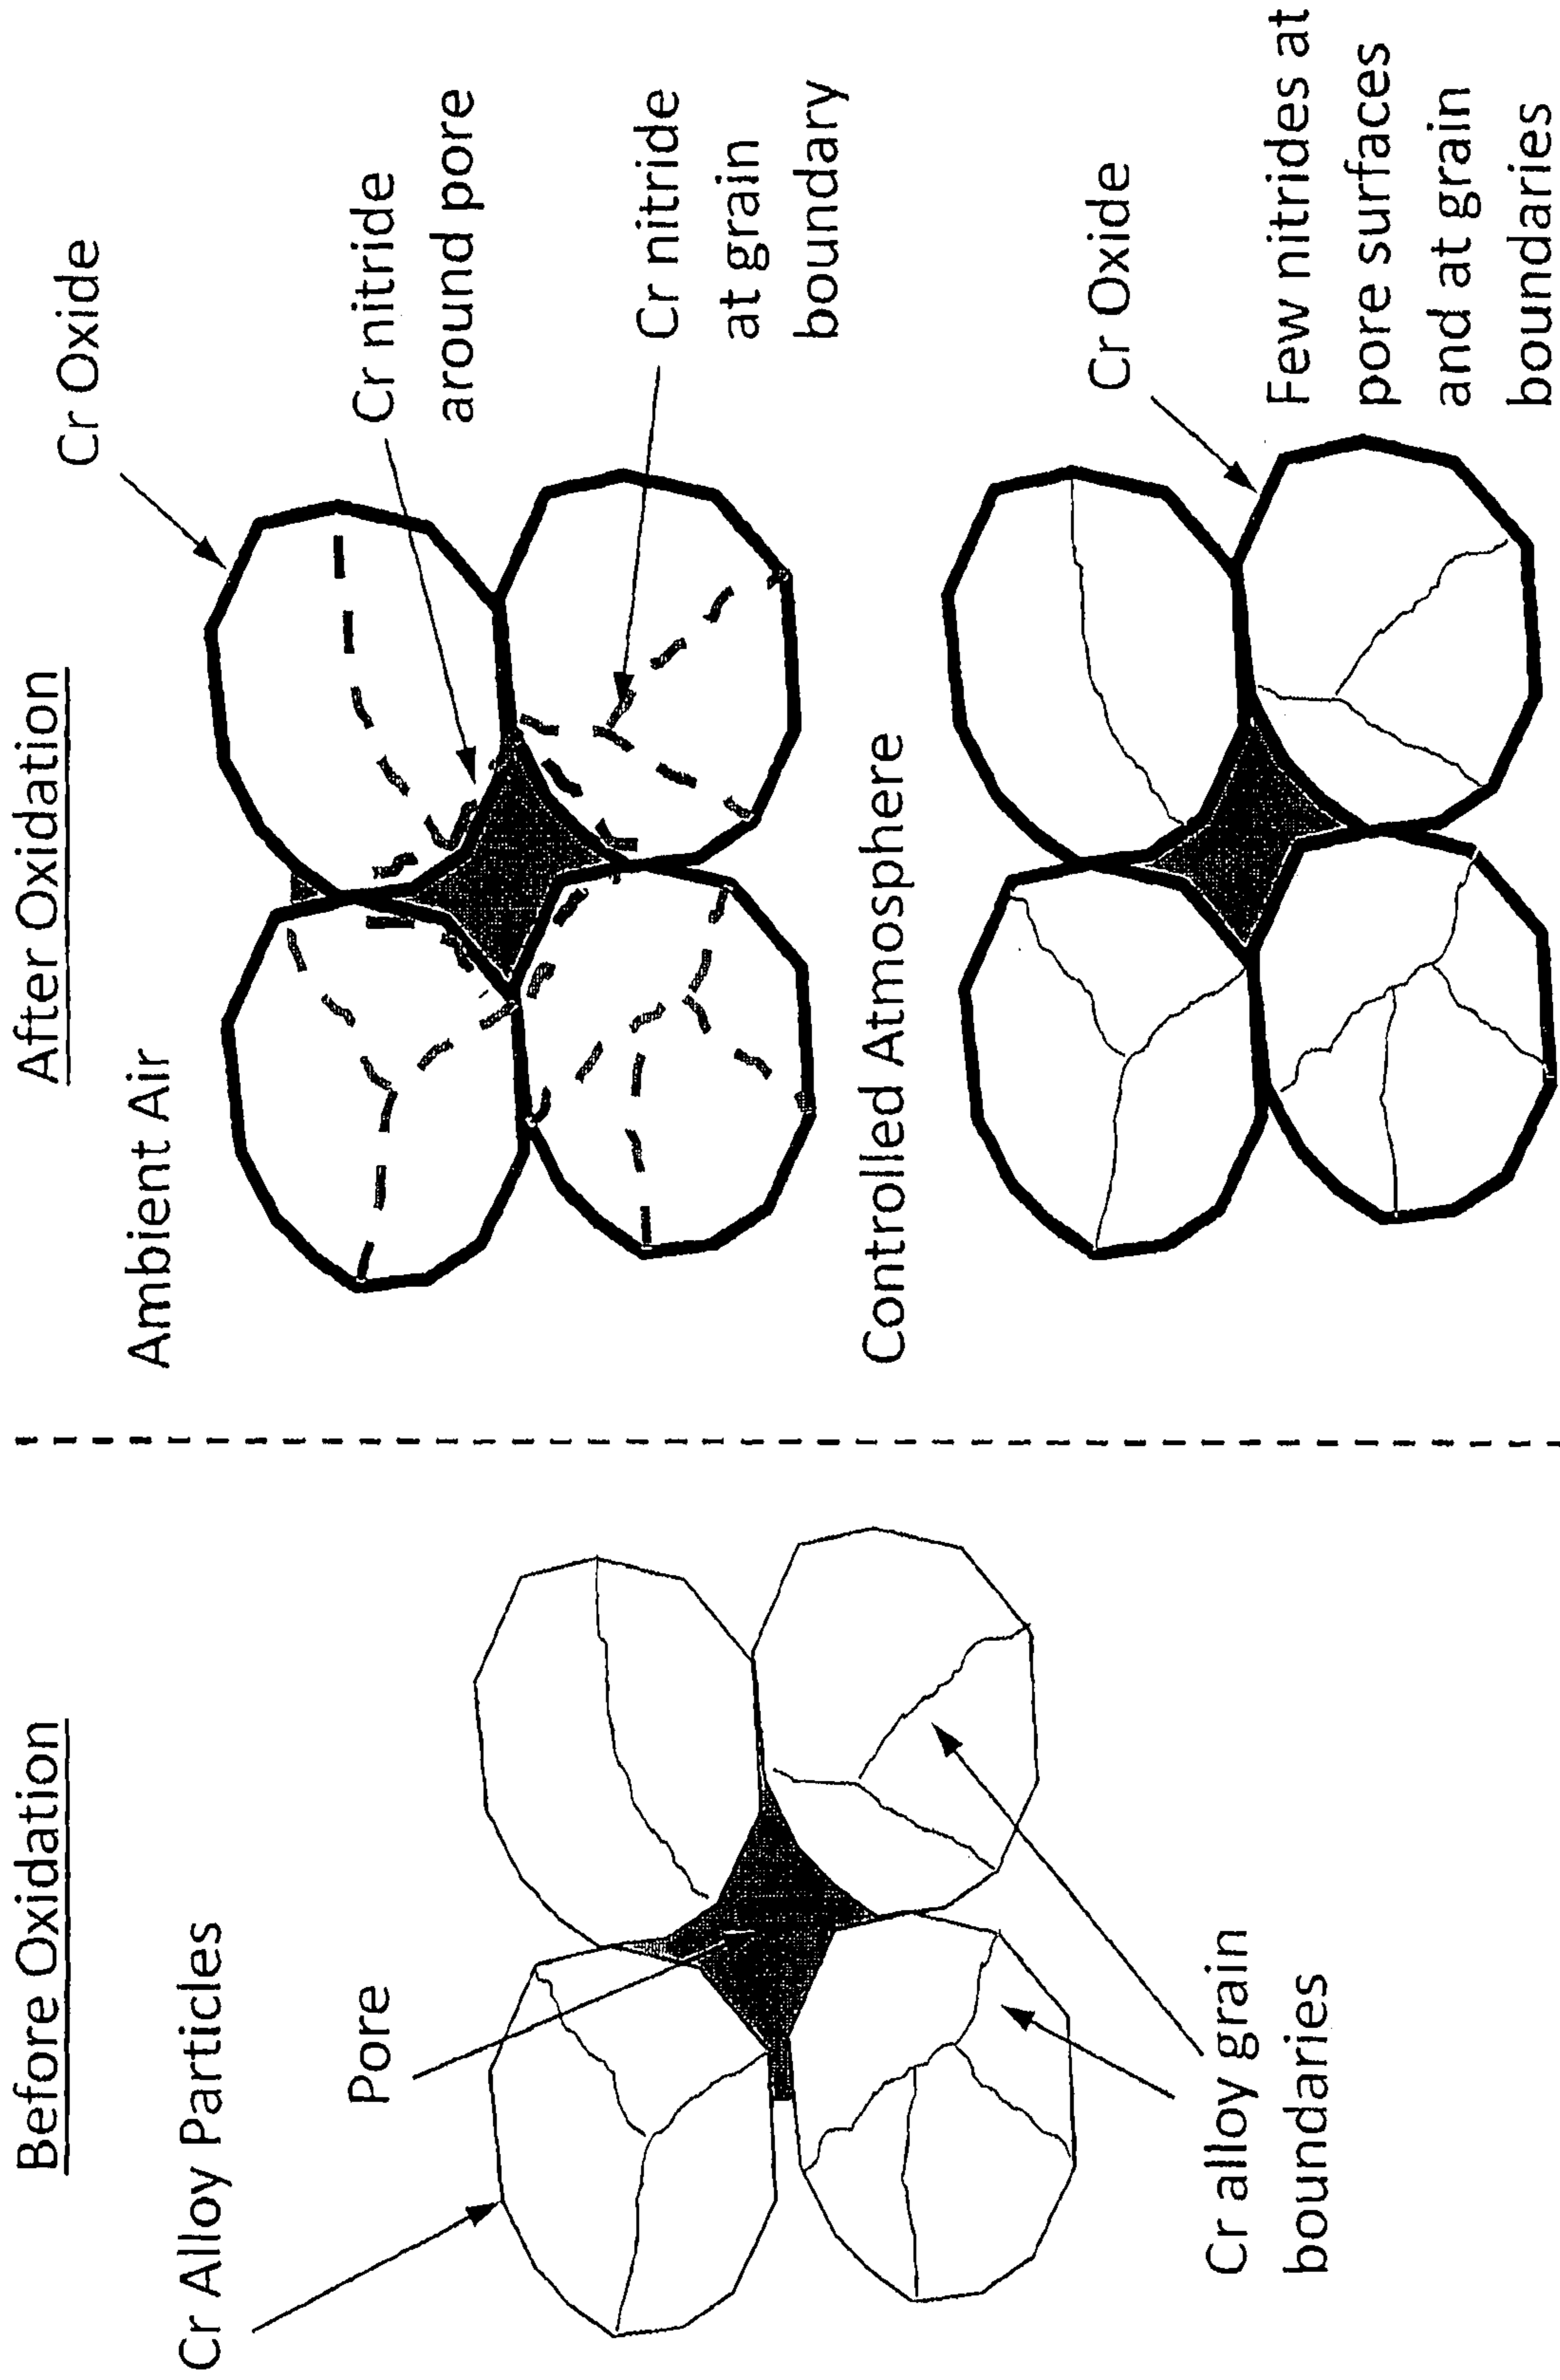 Before Oxidation
Cr Alloy Particles
Pore
Cr alloy grain
boundaries
After Oxidation
Ambient Air
Cr Oxide
Cr nitride
around pore
Cr nitride
at grain
boundary
Controlled Atmosphere
Cr Oxide
Few nitrides at
pore surfaces
and at grain
boundaries